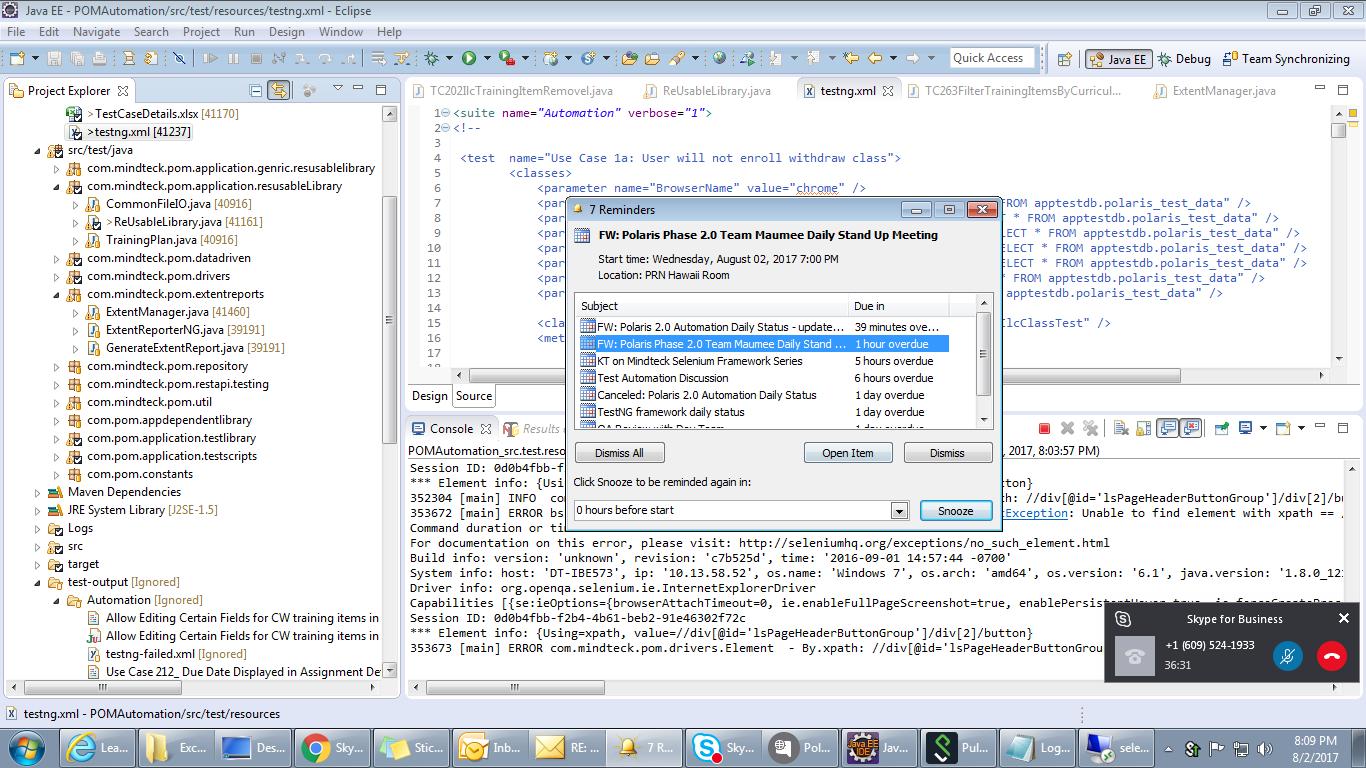 Java EE - POMAutomation/src/test/resources/testng.xml - Eclipse
File Edit Navigate Search Project Run Design Window Help
Quick Access Java EE Debug Team Synchronizing
Project Explorer
>TestCaseDetails.xlsx [41170]
>testng.xml [41237]
src/test/java
com.mindteck.pom.application.genric.resusablelibrary
com.mindteck.pom.application.resusableLibrary
CommonFileIO.java [40916]
>ReUsableLibrary.java [41161]
TrainingPlan.java [40916]
com.mindteck.pom.datadriven
com.mindteck.pom.drivers
com.mindteck.pom.extentreports
ExtentManager.java [41460]
ExtentReporterNG.java [39191]
GenerateExtentReport.java [39191]
com.mindteck.pom.repository
com.mindteck.pom.restapi.testing
com.mindteck.pom.util
com.pom.appdependentlibrary
com.pom.application.testlibrary
com.pom.application.testscripts
com.pom.constants
Maven Dependencies
JRE System Library [J2SE-1.5]
Logs
src
target
test-output [Ignored]
Automation [Ignored]
Allow Editing Certain Fields for CW training items in
Allow Editing Certain Fields for CW training items in
testng-failed.xml [Ignored]
Use Case 212_ Due Date Displayed in Assignment De
TC202IlcTrainingItemRemovel.java ReUsableLibrary.java testng.xml TC263FilterTrainingItemsByCurricul... ExtentManager.java
1 <suite name="Automation" verbose="1">
2 <!--
3
4 <test name="Use Case 1a: User will not enroll withdraw class">
5 <classes>
6 <parameter name="BrowserName" value="chrome" />
7 <par FROM apptestdb.polaris_test_data" />
8 <par * FROM apptestdb.polaris_test_data" />
9 <par ELECT * FROM apptestdb.polaris_test_data" />
10 <par LECT * FROM apptestdb.polaris_test_data" />
11 <par ELECT * FROM apptestdb.polaris_test_data" />
12 <par * FROM apptestdb.polaris_test_data" />
13 <par apptestdb.polaris_test_data" />
14
15 <cla lcClassTest" />
16 <met
17
Design Source
7 Reminders
FW: Polaris Phase 2.0 Team Maumee Daily Stand Up Meeting
Start time: Wednesday, August 02, 2017 7:00 PM
Location: PRN Hawaii Room
Subject Due in
FW: Polaris 2.0 Automation Daily Status - update... 39 minutes ove...
FW: Polaris Phase 2.0 Team Maumee Daily Stand ... 1 hour overdue
KT on Mindteck Selenium Framework Series 5 hours overdue
Test Automation Discussion 6 hours overdue
Canceled: Polaris 2.0 Automation Daily Status 1 day overdue
TestNG framework daily status 1 day overdue
Dismiss All Open Item Dismiss
Click Snooze to be reminded again in:
0 hours before start Snooze
Console Results
POMAutomation_src.test.reso , 2017, 8:03:57 PM)
Session ID: 0d0b4fbb-f
*** Element info: {Usi on}
352304 [main] INFO co h: //div[@id='lsPageHeaderButtonGroup']/div[2]/bu
353672 [main] ERROR bs tException: Unable to find element with xpath == /
Command duration or ti
For documentation on this error, please visit: http://seleniumhq.org/exceptions/no_such_element.html
Build info: version: 'unknown', revision: 'c7b525d', time: '2016-09-01 14:57:44 -0700'
System info: host: 'DT-IBE573', ip: '10.13.58.52', os.name: 'Windows 7', os.arch: 'amd64', os.version: '6.1', java.version: '1.8.0_121
Driver info: org.openqa.selenium.ie.InternetExplorerDriver
Capabilities [{se:ieOptions={browserAttachTimeout=0, ie.enableFullPageScreenshot=true,
Session ID: 0d0b4fbb-f2b4-4b61-beb2-91e46302f72c
*** Element info: {Using=xpath, value=//div[@id='lsPageHeaderButtonGroup']/div[2]/button}
353673 [main] ERROR com.mindteck.pom.drivers.Element - By.xpath: //div[@id='lsPageHeaderButtonGrou
Skype for Business
+1 (609) 524-1933
36:31
testng.xml - POMAutomation/src/test/resources
Lea... Exc... Des... Sky... Stic... Inb... RE: ... 7 R... Sky... Pol... Jav... Pul... Log... sele...
8:09 PM
8/2/2017